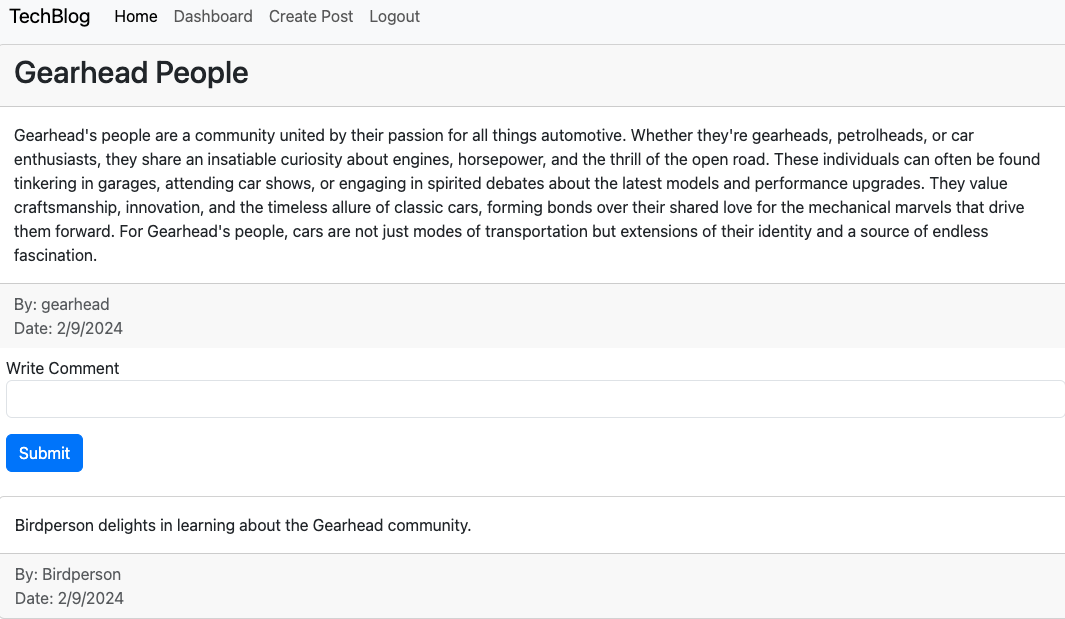 TechBlog Home Dashboard Create Post Logout
Gearhead People
Gearhead's people are a community united by their passion for all things automotive. Whether they're gearheads, petrolheads, or car
enthusiasts, they share an insatiable curiosity about engines, horsepower, and the thrill of the open road. These individuals can often be found
tinkering in garages, attending car shows, or engaging in spirited debates about the latest models and performance upgrades. They value
craftsmanship, innovation, and the timeless allure of classic cars, forming bonds over their shared love for the mechanical marvels that drive
them forward. For Gearhead's people, cars are not just modes of transportation but extensions of their identity and a source of endless
fascination.
By: gearhead
Date: 2/9/2024
Write Comment
Submit
Birdperson delights in learning about the Gearhead community.
By: Birdperson
Date: 2/9/2024